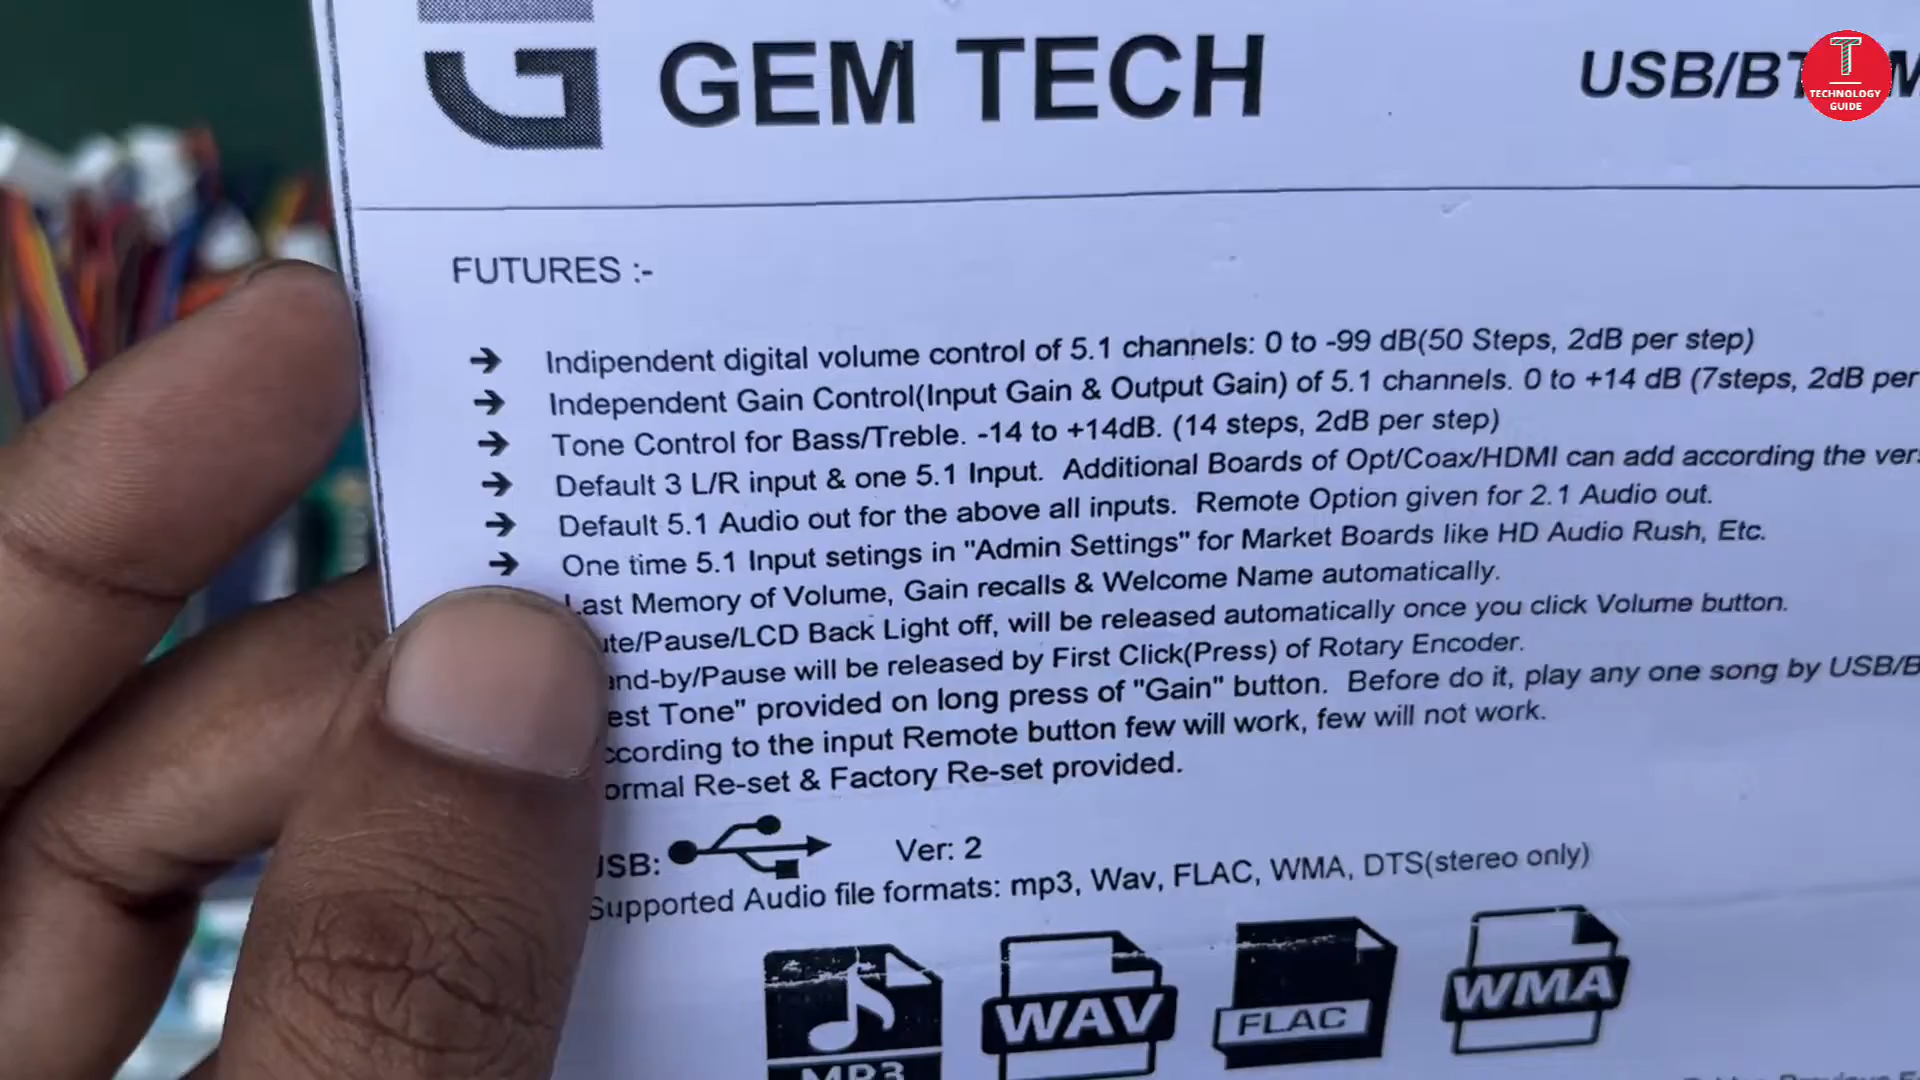 GEM TECH
USB/BT
T
TECHNOLOGY
GUIDE
FUTURES :-
→ Indipendent digital volume control of 5.1 channels: 0 to -99 dB(50 Steps, 2dB per step)
→ Independent Gain Control(Input Gain & Output Gain) of 5.1 channels. 0 to +14 dB (7steps, 2dB per
→ Tone Control for Bass/Treble. -14 to +14dB. (14 steps, 2dB per step)
→ Default 3 L/R input & one 5.1 Input. Additional Boards of Opt/Coax/HDMI can add according the
→ Default 5.1 Audio out for the above all inputs. Remote Option given for 2.1 Audio out.
→ One time 5.1 Input setings in "Admin Settings" for Market Boards like HD Audio Rush, Etc.
Last Memory of Volume, Gain recalls & Welcome Name automatically.
ute/Pause/LCD Back Light off, will be released automatically once you click Volume button.
and-by/Pause will be released by First Click(Press) of Rotary Encoder.
est Tone" provided on long press of "Gain" button. Before do it, play any one song by USB/B
ccording to the input Remote button few will work, few will not work.
ormal Re-set & Factory Re-set provided.
USB: Ver: 2
Supported Audio file formats: mp3, Wav, FLAC, WMA, DTS(stereo only)
MP3 WAV FLAC WMA